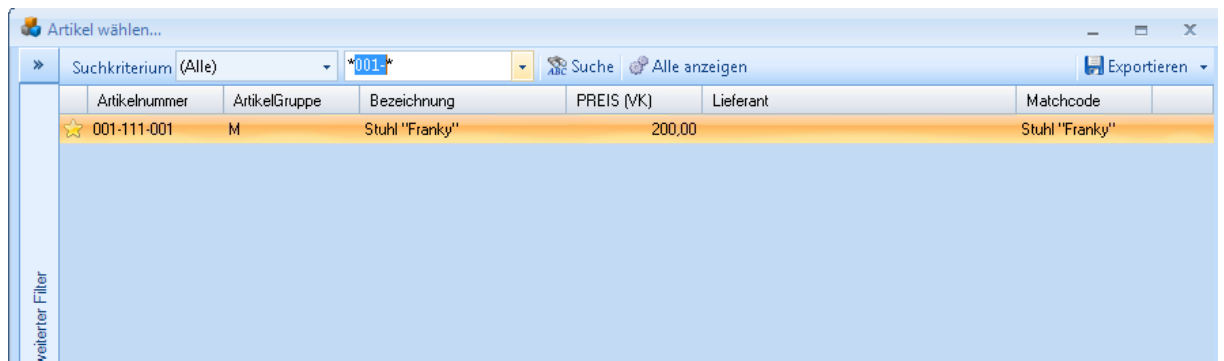 Artikel wählen...
Suchkriterium (Alle) *001-* Suche Alle anzeigen Exportieren
Artikelnummer ArtikelGruppe Bezeichnung PREIS (VK) Lieferant Matchcode
001-111-001 M Stuhl "Franky" 200,00 Stuhl "Franky"
Filter